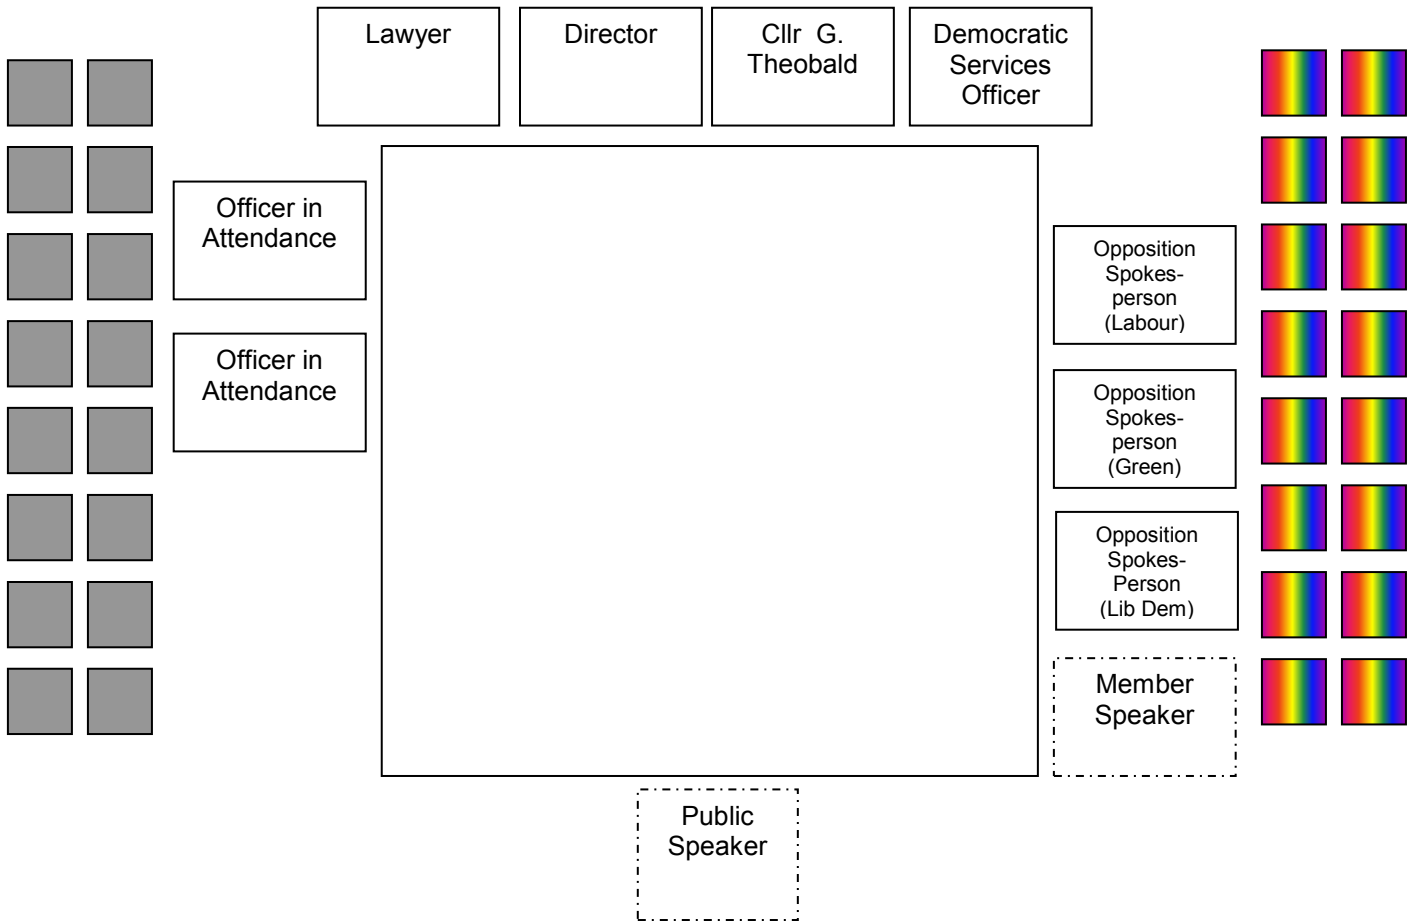 Lawyer
Director
Cllr G.
Theobald
Democratic
Services
Officer
Officer in
Attendance
Officer in
Attendance
Opposition
Spokes-
person
(Labour)
Opposition
Spokes-
person
(Green)
Opposition
Spokes-
Person
(Lib Dem)
Member
Speaker
Public
Speaker